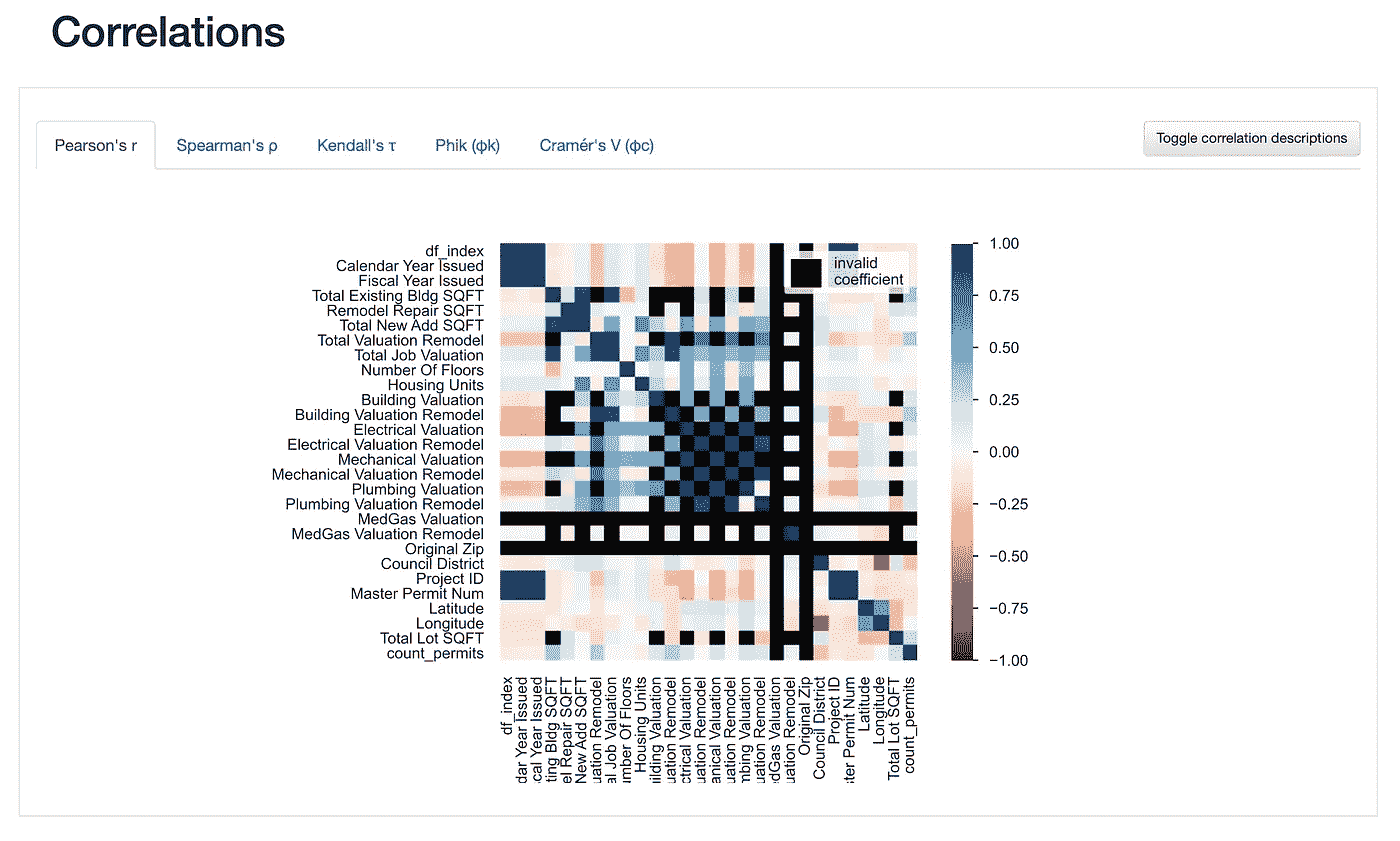 Correlations
Pearson's r
Spearman's ρ
Kendall's τ
Phik (φk)
Cramér's V (φc)
Toggle correlation descriptions
df_index
Calendar Year Issued
Fiscal Year Issued
Total Existing Bldg SQFT
Remodel Repair SQFT
Total New Add SQFT
Total Valuation Remodel
Total Job Valuation
Number Of Floors
Housing Units
Building Valuation
Building Valuation Remodel
Electrical Valuation
Electrical Valuation Remodel
Mechanical Valuation
Mechanical Valuation Remodel
Plumbing Valuation
Plumbing Valuation Remodel
MedGas Valuation
MedGas Valuation Remodel
Original Zip
Council District
Project ID
Master Permit Num
Latitude
Longitude
Total Lot SQFT
count_permits
invalid
coefficient
1.00
0.75
0.50
0.25
0.00
−0.25
−0.50
−0.75
−1.00
df_index
dar Year Issued
cal Year Issued
ting Bldg SQFT
el Repair SQFT
New Add SQFT
uation Remodel
al Job Valuation
umber Of Floors
Housing Units
ilding Valuation
uation Remodel
ctrical Valuation
uation Remodel
anical Valuation
uation Remodel
mbing Valuation
uation Remodel
edGas Valuation
uation Remodel
Original Zip
Council District
Project ID
ter Permit Num
Latitude
Longitude
Total Lot SQFT
count_permits